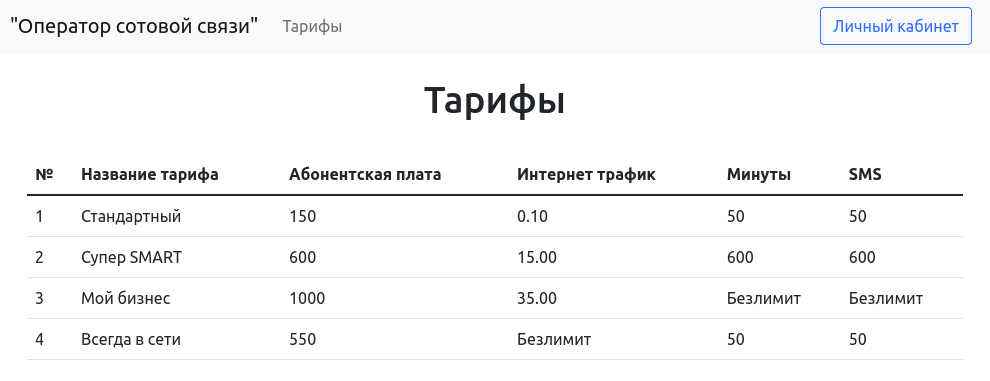 "Оператор сотовой связи" Тарифы Личный кабинет
Тарифы
№ Название тарифа Абонентская плата Интернет трафик Минуты SMS
1 Стандартный 150 0.10 50 50
2 Супер SMART 600 15.00 600 600
3 Мой бизнес 1000 35.00 Безлимит Безлимит
4 Всегда в сети 550 Безлимит 50 50